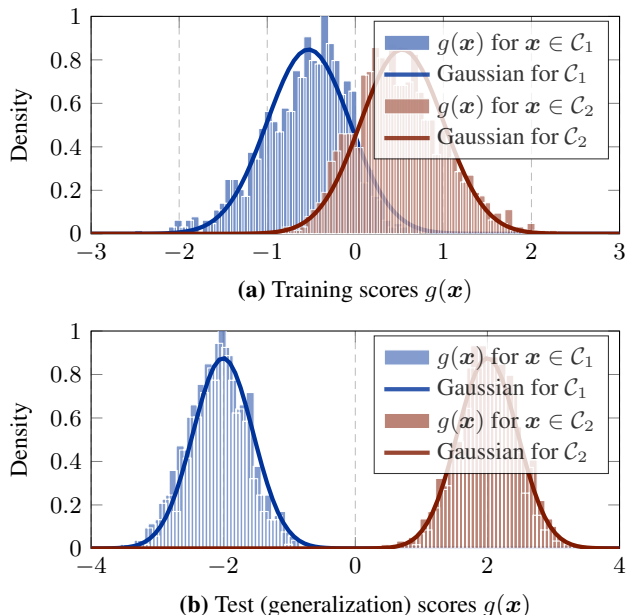 1
0.8
0.6
0.4
0.2
0
Density
g(x) for x ∈ C₁
Gaussian for C₁
g(x) for x ∈ C₂
Gaussian for C₂
−3 −2 −1 0 1 2 3
(a) Training scores g(x)
1
0.8
0.6
0.4
0.2
0
Density
g(x) for x ∈ C₁
Gaussian for C₁
g(x) for x ∈ C₂
Gaussian for C₂
−4 −2 0 2 4
(b) Test (generalization) scores g(x)